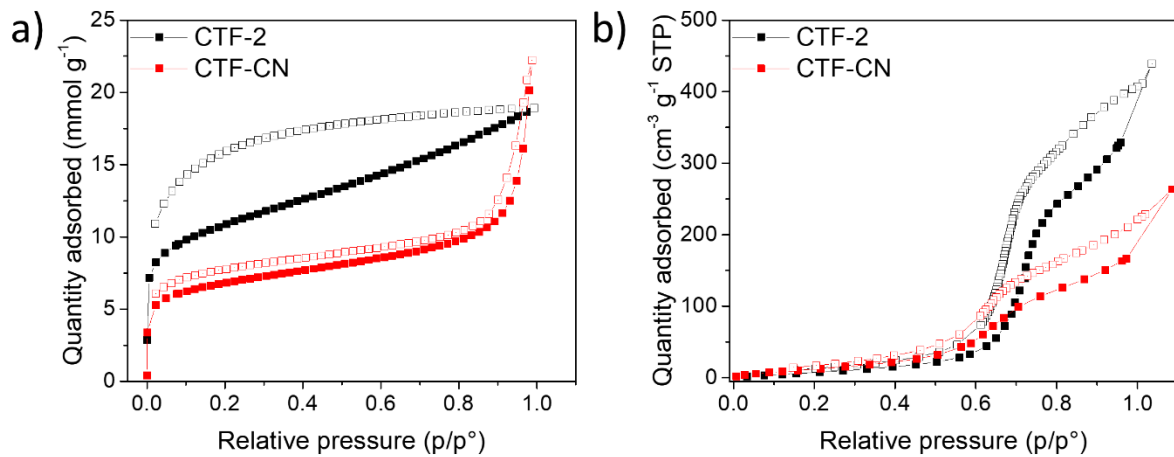 a)
Quantity adsorbed (mmol g⁻¹)
25
20
15
10
5
0
CTF-2
CTF-CN
0.0 0.2 0.4 0.6 0.8 1.0
Relative pressure (p/p°)
b)
Quantity adsorbed (cm⁻³ g⁻¹ STP)
500
400
300
200
100
0
CTF-2
CTF-CN
0.0 0.2 0.4 0.6 0.8 1.0
Relative pressure (p/p°)